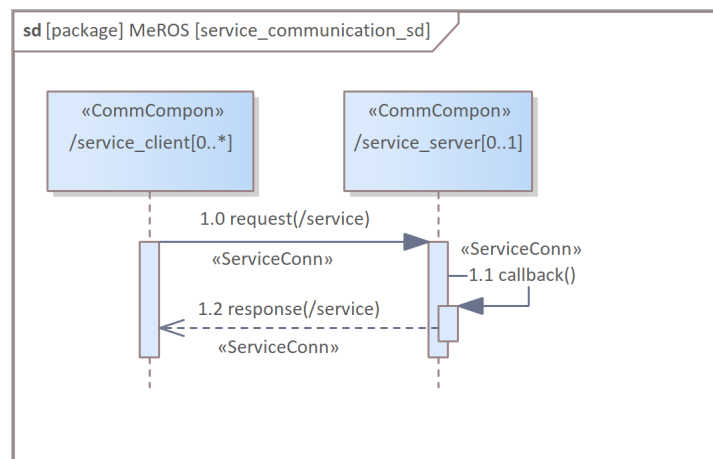 sd [package] MeROS [service_communication_sd]
«CommCompon»
/service_client[0..*]
«CommCompon»
/service_server[0..1]
1.0 request(/service)
«ServiceConn»
«ServiceConn»
1.1 callback()
1.2 response(/service)
«ServiceConn»